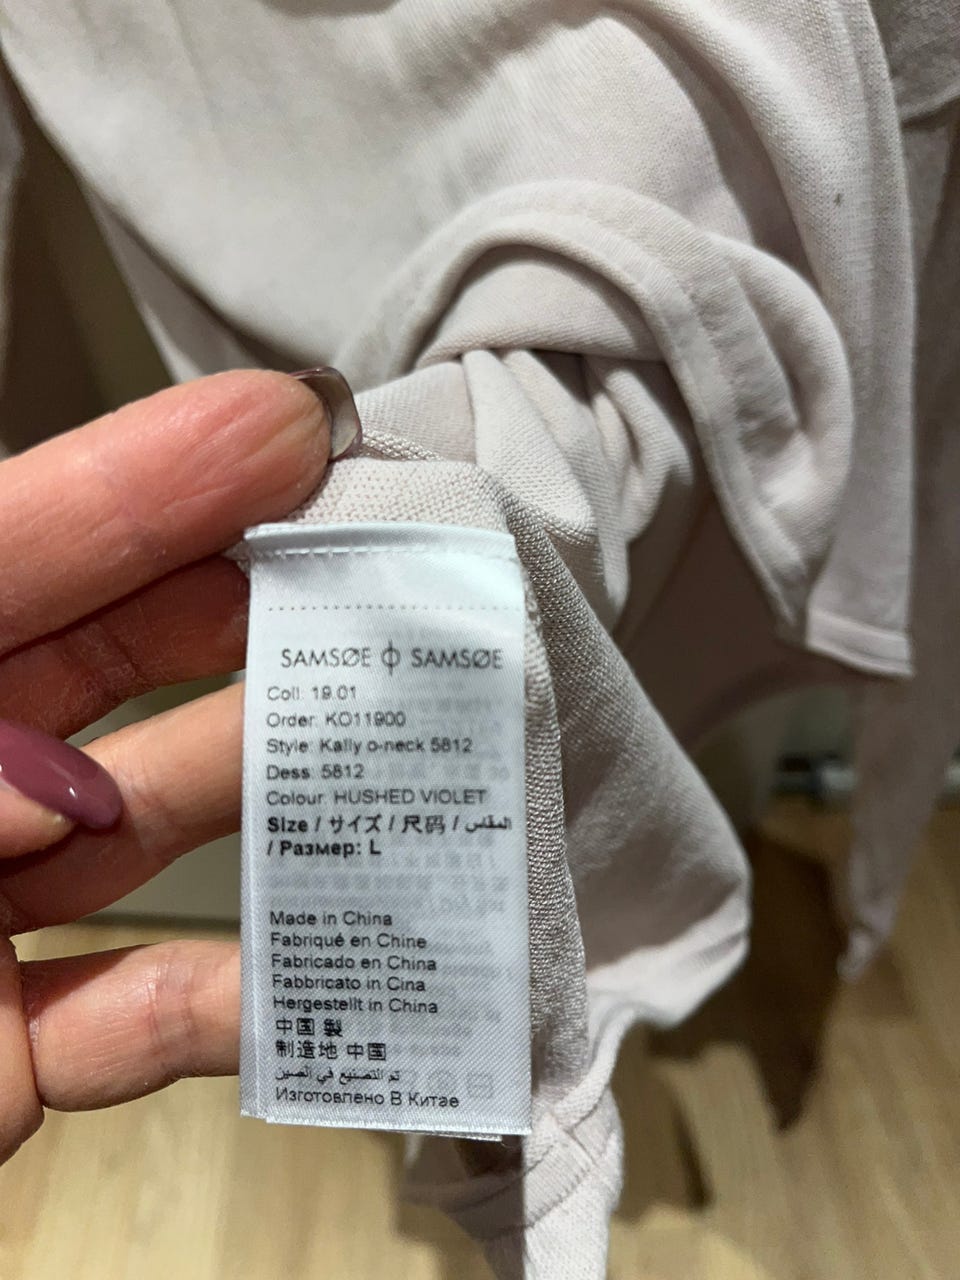 SAMSØE ϕ SAMSØE
Coll: 19.01
Order: KO11900
Style: Kally o-neck 5812
Dess: 5812
Colour: HUSHED VIOLET
Size / サイズ / 尺码 / المقاس
/ Размер: L
Made in China
Fabriqué en Chine
Fabricado en China
Fabbricato in Cina
Hergestellt in China
中国 製
制造地 中国
تم التصنيع في الصين
Изготовлено В Китае